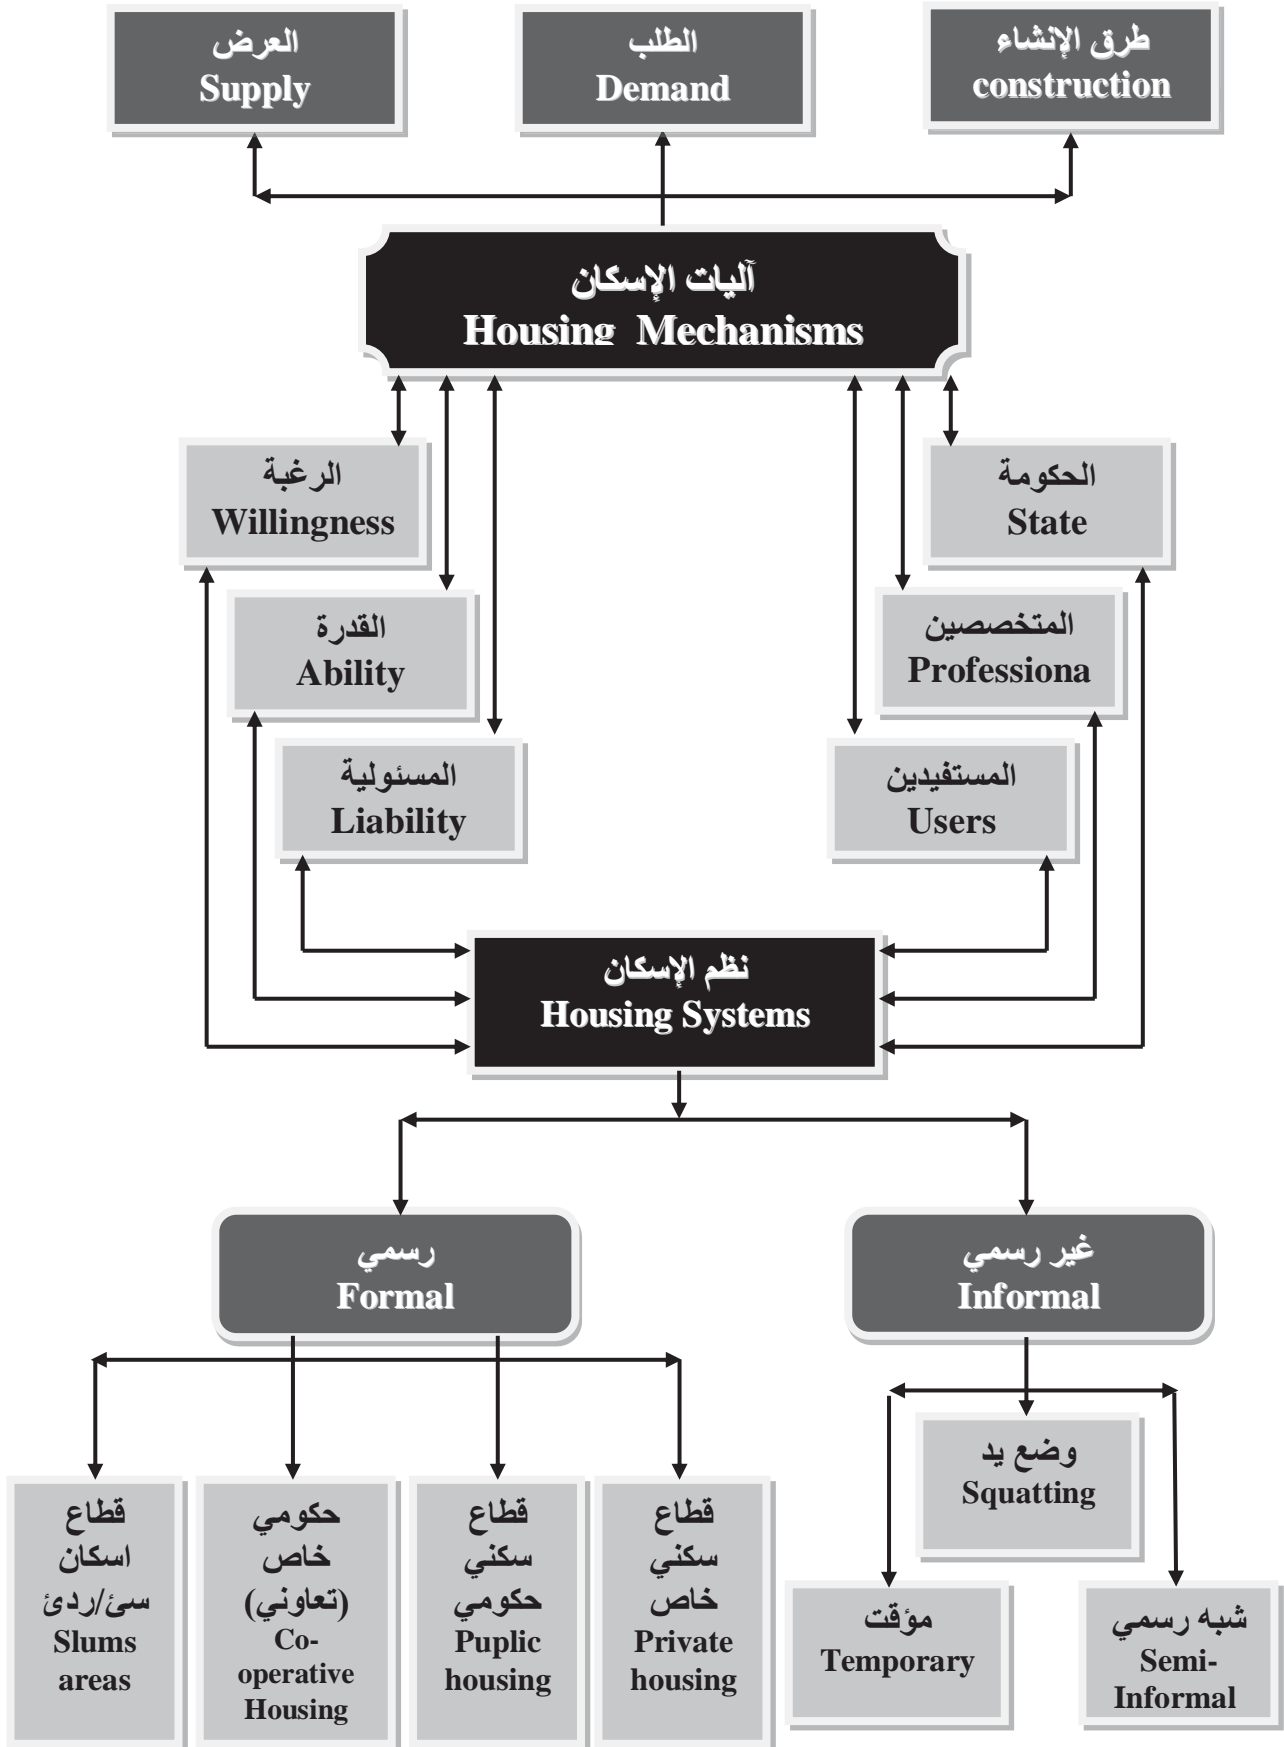 العرض
Supply
الطلب
Demand
طرق الإنشاء
construction
آليات الإسكان
Housing Mechanisms
الرغبة
Willingness
الحكومة
State
القدرة
Ability
المتخصصين
Professiona
المسئولية
Liability
المستفيدين
Users
نظم الإسكان
Housing Systems
رسمي
Formal
غير رسمي
Informal
قطاع
اسكان
سئ/ردئ
Slums
areas
حكومي
خاص
(تعاوني)
Co-
operative
Housing
قطاع
سكني
حكومي
Puplic
housing
قطاع
سكني
خاص
Private
housing
وضع يد
Squatting
مؤقت
Temporary
شبه رسمي
Semi-
Informal